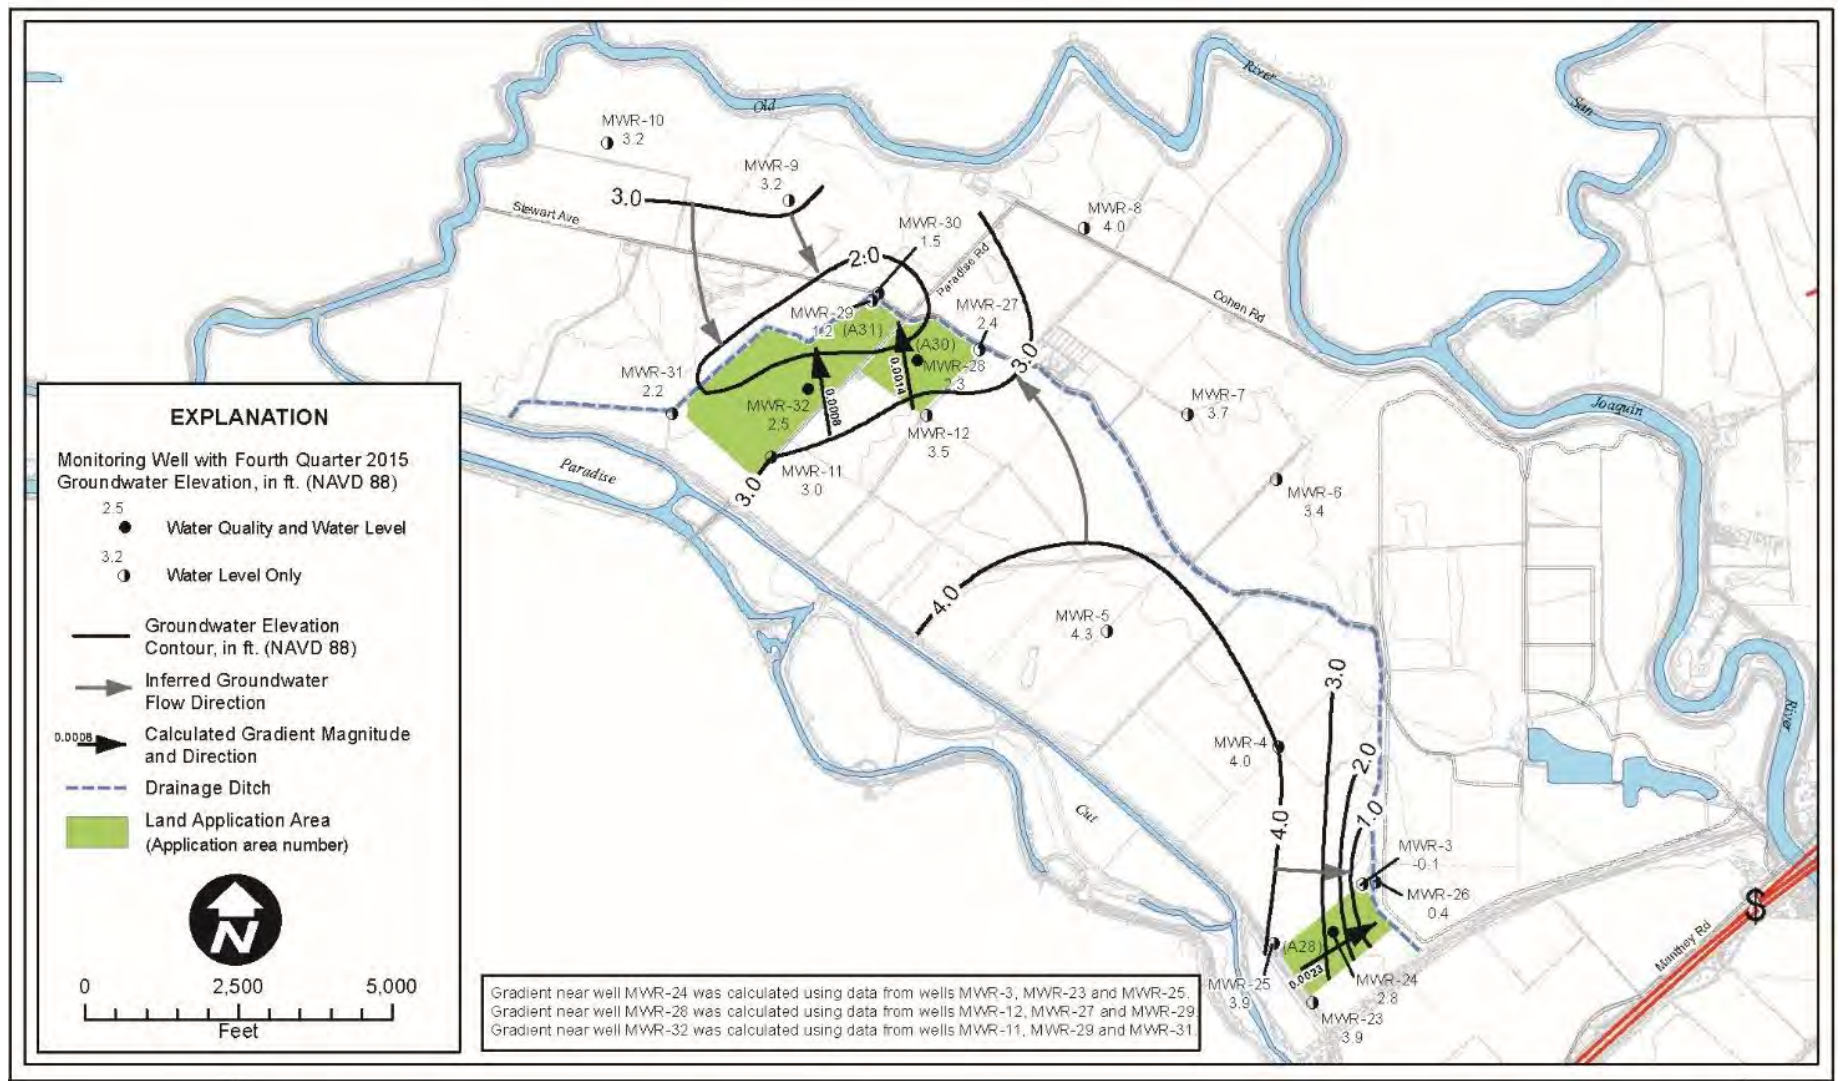 Old
River
San
MWR-10
3.2
MWR-9
3.2
3.0
Stewart Ave
MWR-30
1.5
MWR-8
4.0
2.0
Paradise Rd
MWR-27
2.4
Cohen Rd
MWR-29
1.2
(A31)
(A30)
MWR-28
2.3
3.0
0.0014
0.0008
MWR-31
2.2
MWR-32
2.5
MWR-12
3.5
MWR-7
3.7
Joaquin
MWR-11
3.0
3.0
Paradise
MWR-6
3.4
4.0
MWR-5
4.3
3.0
River
MWR-4
4.0
2.0
1.0
4.0
Cut
MWR-3
-0.1
MWR-26
0.4
(A28)
0.0023
MWR-25
3.9
MWR-24
2.8
MWR-23
3.9
Manthey Rd
$
EXPLANATION
Monitoring Well with Fourth Quarter 2015
Groundwater Elevation, in ft. (NAVD 88)
2.5
Water Quality and Water Level
3.2
Water Level Only
Groundwater Elevation
Contour, in ft. (NAVD 88)
Inferred Groundwater
Flow Direction
0.0008
Calculated Gradient Magnitude
and Direction
Drainage Ditch
Land Application Area
(Application area number)
N
0 2,500 5,000
Feet
Gradient near well MWR-24 was calculated using data from wells MWR-3, MWR-23 and MWR-25.
Gradient near well MWR-28 was calculated using data from wells MWR-12, MWR-27 and MWR-29.
Gradient near well MWR-32 was calculated using data from wells MWR-11, MWR-29 and MWR-31.